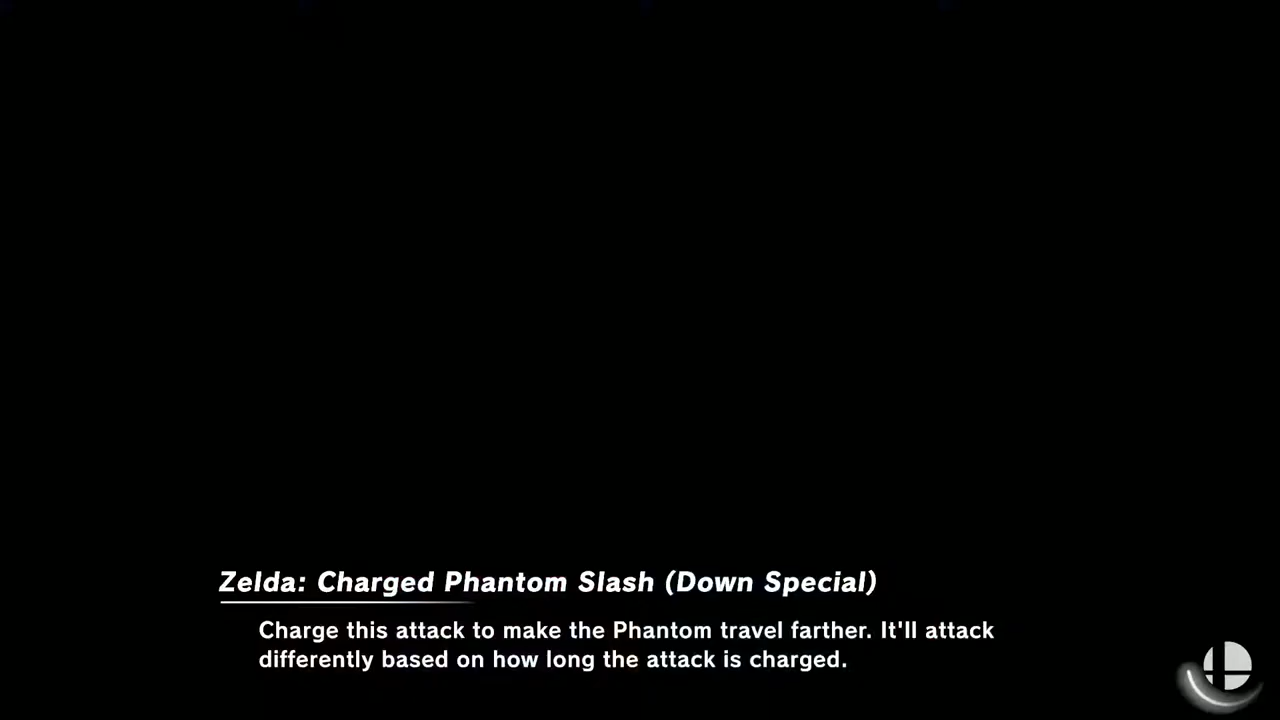 Zelda: Charged Phantom Slash (Down Special)
Charge this attack to make the Phantom travel farther. It'll attack
differently based on how long the attack is charged.